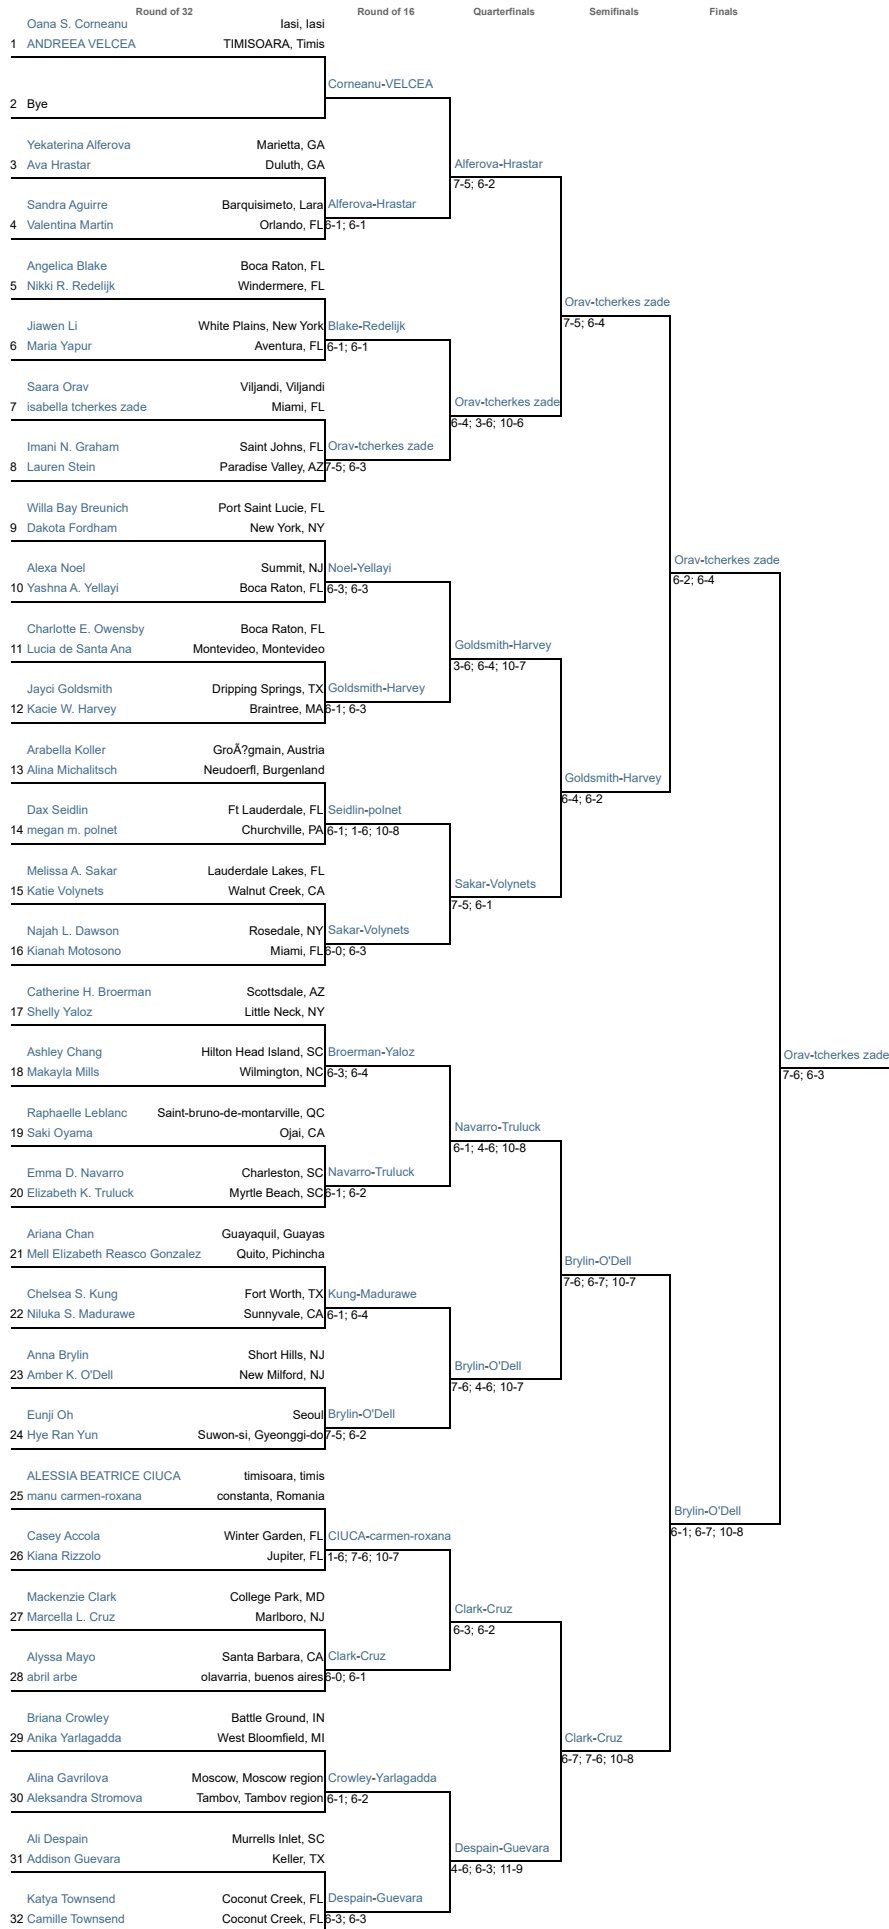 Round of 32 Round of 16 Quarterfinals Semifinals Finals
Oana S. Corneanu Iasi, Iasi
1 ANDREEA VELCEA TIMISOARA, Timis
Corneanu-VELCEA
2 Bye
Yekaterina Alferova Marietta, GA
3 Ava Hrastar Duluth, GA
Alferova-Hrastar
7-5; 6-2
Sandra Aguirre Barquisimeto, Lara Alferova-Hrastar
4 Valentina Martin Orlando, FL 6-1; 6-1
Angelica Blake Boca Raton, FL
5 Nikki R. Redelijk Windermere, FL
Orav-tcherkes zade
7-5; 6-4
Jiawen Li White Plains, New York Blake-Redelijk
6 Maria Yapur Aventura, FL 6-1; 6-1
Saara Orav Viljandi, Viljandi
7 isabella tcherkes zade Miami, FL
Orav-tcherkes zade
6-4; 3-6; 10-6
Imani N. Graham Saint Johns, FL Orav-tcherkes zade
8 Lauren Stein Paradise Valley, AZ 7-5; 6-3
Willa Bay Breunich Port Saint Lucie, FL
9 Dakota Fordham New York, NY
Orav-tcherkes zade
6-2; 6-4
Alexa Noel Summit, NJ Noel-Yellayi
10 Yashna A. Yellayi Boca Raton, FL 6-3; 6-3
Charlotte E. Owensby Boca Raton, FL
11 Lucia de Santa Ana Montevideo, Montevideo
Goldsmith-Harvey
3-6; 6-4; 10-7
Jayci Goldsmith Dripping Springs, TX Goldsmith-Harvey
12 Kacie W. Harvey Braintree, MA 6-1; 6-3
Arabella Koller GroÃ?gmain, Austria
13 Alina Michalitsch Neudoerfl, Burgenland
Goldsmith-Harvey
6-4; 6-2
Dax Seidlin Ft Lauderdale, FL Seidlin-polnet
14 megan m. polnet Churchville, PA 6-1; 1-6; 10-8
Melissa A. Sakar Lauderdale Lakes, FL
15 Katie Volynets Walnut Creek, CA
Sakar-Volynets
7-5; 6-1
Najah L. Dawson Rosedale, NY Sakar-Volynets
16 Kianah Motosono Miami, FL 6-0; 6-3
Catherine H. Broerman Scottsdale, AZ
17 Shelly Yaloz Little Neck, NY
Ashley Chang Hilton Head Island, SC Broerman-Yaloz
18 Makayla Mills Wilmington, NC 6-3; 6-4
Orav-tcherkes zade
7-6; 6-3
Raphaelle Leblanc Saint-bruno-de-montarville, QC
19 Saki Oyama Ojai, CA
Navarro-Truluck
6-1; 4-6; 10-8
Emma D. Navarro Charleston, SC Navarro-Truluck
20 Elizabeth K. Truluck Myrtle Beach, SC 6-1; 6-2
Ariana Chan Guayaquil, Guayas
21 Mell Elizabeth Reasco Gonzalez Quito, Pichincha
Brylin-O'Dell
7-6; 6-7; 10-7
Chelsea S. Kung Fort Worth, TX Kung-Madurawe
22 Niluka S. Madurawe Sunnyvale, CA 6-1; 6-4
Anna Brylin Short Hills, NJ
23 Amber K. O'Dell New Milford, NJ
Brylin-O'Dell
7-6; 4-6; 10-7
Eunji Oh Seoul Brylin-O'Dell
24 Hye Ran Yun Suwon-si, Gyeonggi-do 7-5; 6-2
ALESSIA BEATRICE CIUCA timisoara, timis
25 manu carmen-roxana constanta, Romania
Brylin-O'Dell
6-1; 6-7; 10-8
Casey Accola Winter Garden, FL CIUCA-carmen-roxana
26 Kiana Rizzolo Jupiter, FL 1-6; 7-6; 10-7
Mackenzie Clark College Park, MD
27 Marcella L. Cruz Marlboro, NJ
Clark-Cruz
6-3; 6-2
Alyssa Mayo Santa Barbara, CA Clark-Cruz
28 abril arbe olavarria, buenos aires 6-0; 6-1
Briana Crowley Battle Ground, IN
29 Anika Yarlagadda West Bloomfield, MI
Clark-Cruz
6-7; 7-6; 10-8
Alina Gavrilova Moscow, Moscow region Crowley-Yarlagadda
30 Aleksandra Stromova Tambov, Tambov region 6-1; 6-2
Ali Despain Murrells Inlet, SC
31 Addison Guevara Keller, TX
Despain-Guevara
4-6; 6-3; 11-9
Katya Townsend Coconut Creek, FL Despain-Guevara
32 Camille Townsend Coconut Creek, FL 6-3; 6-3